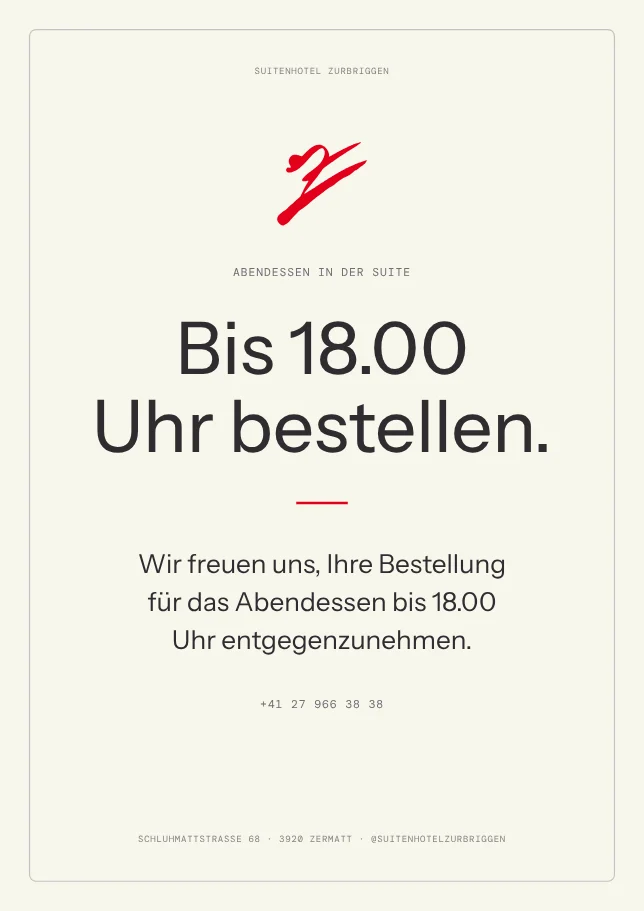 SUITENHOTEL ZURBRIGGEN
ABENDESSEN IN DER SUITE
Bis 18.00
Uhr bestellen.
Wir freuen uns, Ihre Bestellung
für das Abendessen bis 18.00
Uhr entgegenzunehmen.
+41 27 966 38 38
SCHLUHMATTSTRASSE 68 · 3920 ZERMATT · @SUITENHOTELZURBRIGGEN